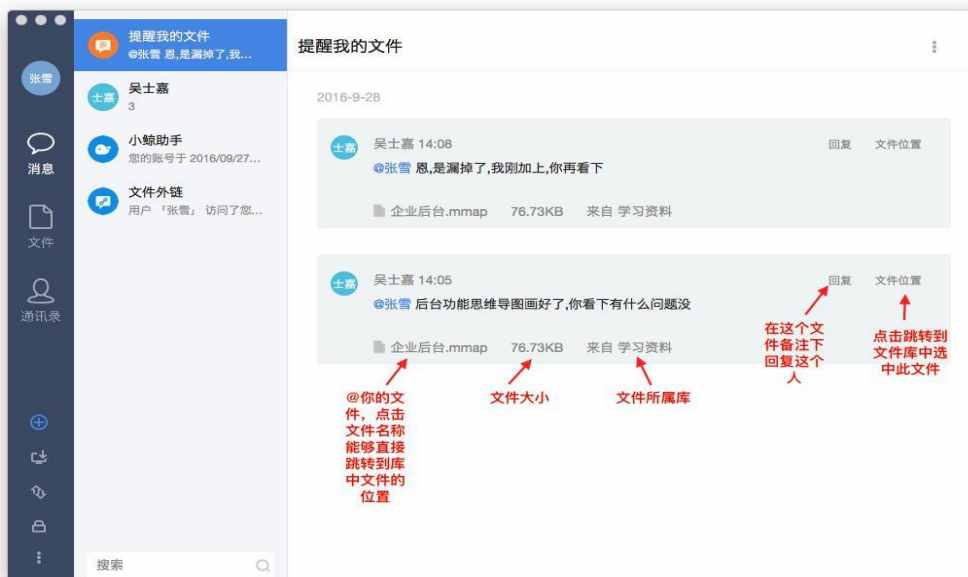 张雪
消息
文件
通讯录
提醒我的文件
@张雪 恩,是漏掉了,我...
士嘉
吴士嘉
3
小鲸助手
您的账号于 2016/09/27...
文件外链
用户 「张雪」 访问了您...
搜索
提醒我的文件
2016-9-28
士嘉
吴士嘉 14:08
回复
文件位置
@张雪 恩,是漏掉了,我刚加上,你再看下
企业后台.mmap 76.73KB 来自 学习资料
士嘉
吴士嘉 14:05
回复
文件位置
@张雪 后台功能思维导图画好了,你看下有什么问题没
企业后台.mmap 76.73KB 来自 学习资料
@你的文
件，点击
文件名称
能够直接
跳转到库
中文件的
位置
文件大小
文件所属库
在这个文
件备注下
回复这个
人
点击跳转到
文件库中选
中此文件